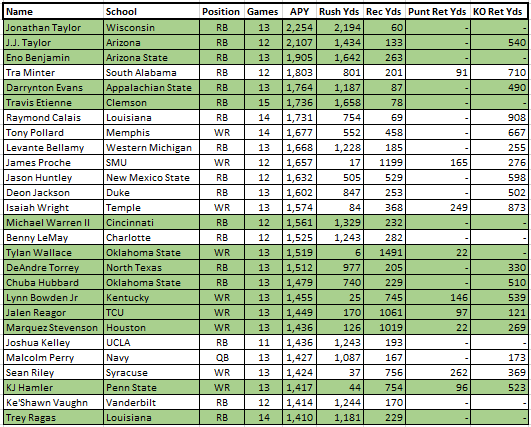 Name School Position Games APY Rush Yds Rec Yds Punt Ret Yds KO Ret Yds
Jonathan Taylor Wisconsin RB 13 2,254 2,194 60 - -
J.J. Taylor Arizona RB 12 2,107 1,434 133 - 540
Eno Benjamin Arizona State RB 13 1,905 1,642 263 - -
Tra Minter South Alabama RB 12 1,803 801 201 91 710
Darrynton Evans Appalachian State RB 13 1,764 1,187 87 - 490
Travis Etienne Clemson RB 15 1,736 1,658 78 - -
Raymond Calais Louisiana RB 14 1,731 754 69 - 908
Tony Pollard Memphis WR 14 1,677 552 458 - 667
Levante Bellamy Western Michigan RB 13 1,668 1,228 185 - 255
James Proche SMU WR 12 1,657 17 1199 165 276
Jason Huntley New Mexico State RB 12 1,632 505 529 - 598
Deon Jackson Duke RB 13 1,602 847 253 - 502
Isaiah Wright Temple WR 13 1,574 84 368 249 873
Michael Warren II Cincinnati RB 12 1,561 1,329 232 - -
Benny LeMay Charlotte RB 12 1,525 1,243 282 - -
Tylan Wallace Oklahoma State WR 13 1,519 6 1491 22 -
DeAndre Torrey North Texas RB 13 1,512 977 205 - 330
Chuba Hubbard Oklahoma State RB 13 1,479 740 229 - 510
Lynn Bowden Jr Kentucky WR 13 1,455 25 745 146 539
Jalen Reagor TCU WR 13 1,449 170 1061 97 121
Marquez Stevenson Houston WR 13 1,436 126 1019 22 269
Joshua Kelley UCLA RB 11 1,436 1,243 193 - -
Malcolm Perry Navy QB 13 1,427 1,087 167 - 173
Sean Riley Syracuse WR 13 1,424 37 756 262 369
KJ Hamler Penn State WR 13 1,417 44 754 96 523
Ke'Shawn Vaughn Vanderbilt RB 12 1,414 1,244 170 - -
Trey Ragas Louisiana RB 14 1,410 1,181 229 - -